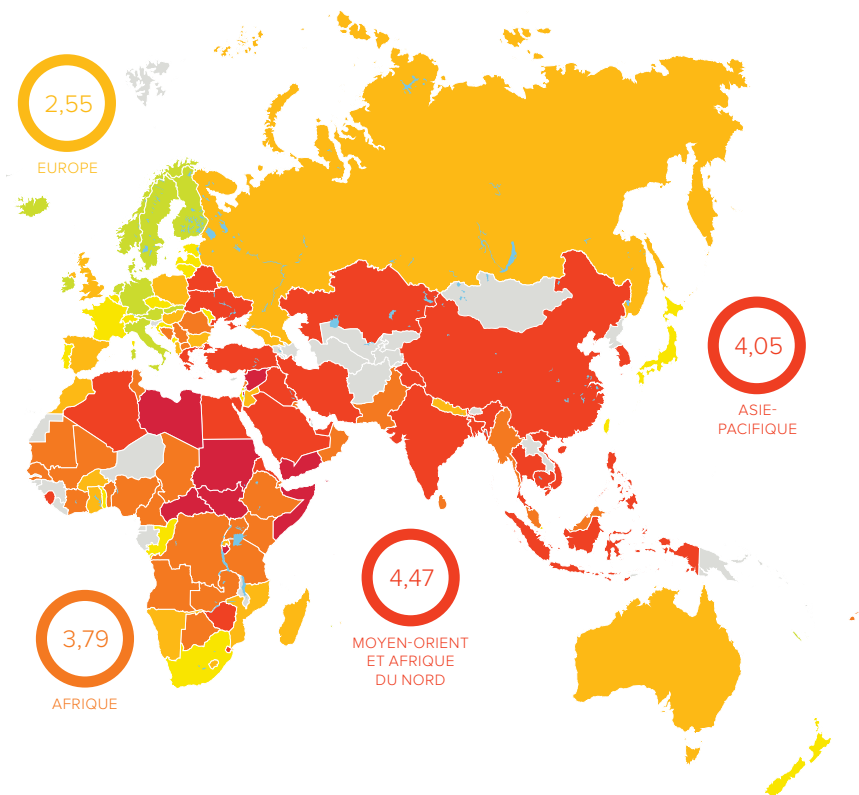 2,55
EUROPE
4,05
ASIE-
PACIFIQUE
4,47
MOYEN-ORIENT
ET AFRIQUE
DU NORD
3,79
AFRIQUE